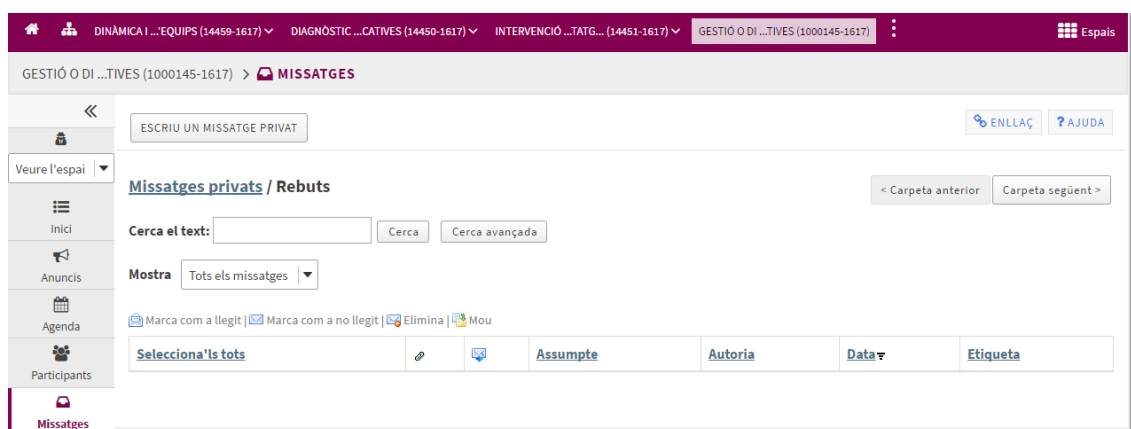 DINÀMICA I ...'EQUIPS (14459-1617) DIAGNÒSTIC ...CATIVES (14450-1617) INTERVENCIÓ ...TATG... (14451-1617) GESTIÓ O DI ...TIVES (1000145-1617) Espais
GESTIÓ O DI ...TIVES (1000145-1617) > MISSATGES
ESCRIU UN MISSATGE PRIVAT
ENLLAÇ ? AJUDA
Veure l'espai
Inici
Anuncis
Agenda
Participants
Missatges
Missatges privats / Rebuts
< Carpeta anterior Carpeta següent >
Cerca el text: Cerca Cerca avançada
Mostra Tots els missatges
Marca com a llegit | Marca com a no llegit | Elimina | Mou
Selecciona'ls tots Assumpte Autoria Data Etiqueta